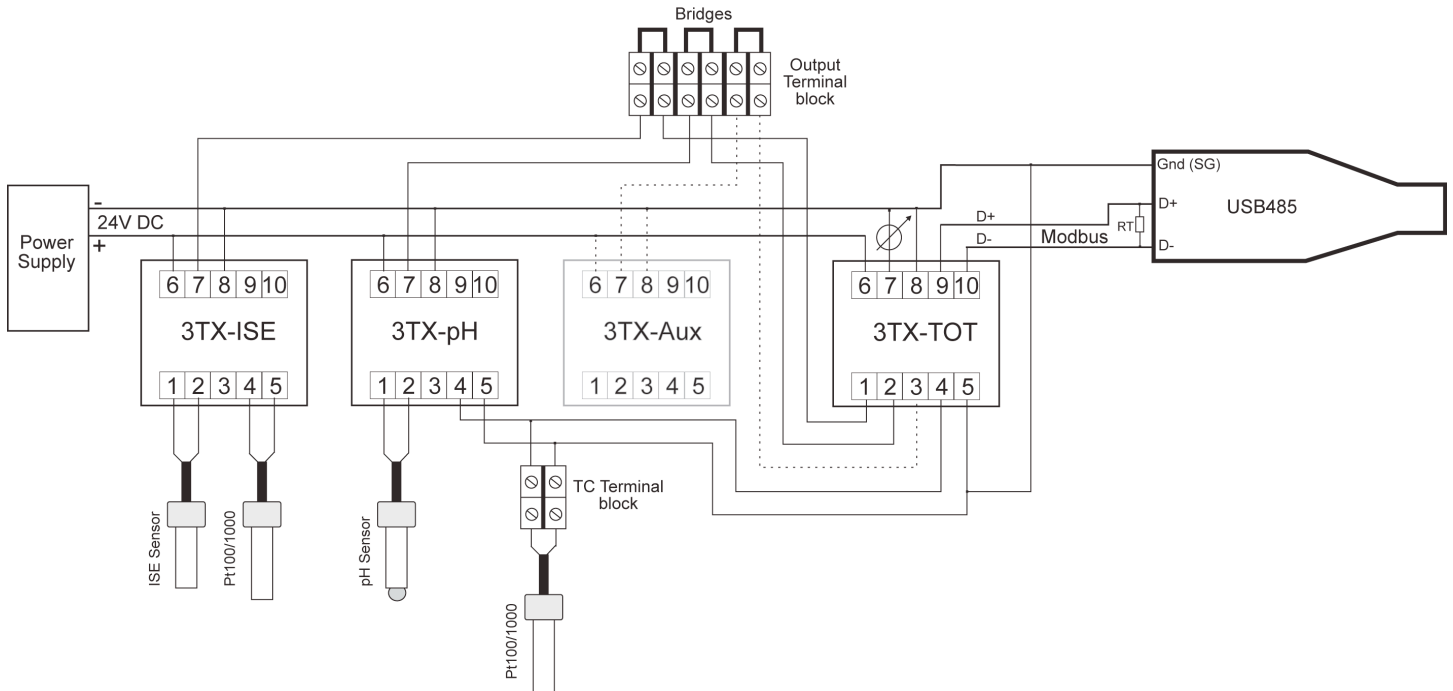 Bridges
Output
Terminal
block
Gnd (SG)
USB485
D+
D-
RT
D+
D-
Modbus
-
24V DC
+
Power
Supply
6 7 8 9 10
3TX-ISE
1 2 3 4 5
6 7 8 9 10
3TX-pH
1 2 3 4 5
6 7 8 9 10
3TX-Aux
1 2 3 4 5
6 7 8 9 10
3TX-TOT
1 2 3 4 5
ISE Sensor
Pt100/1000
pH Sensor
TC Terminal
block
Pt100/1000